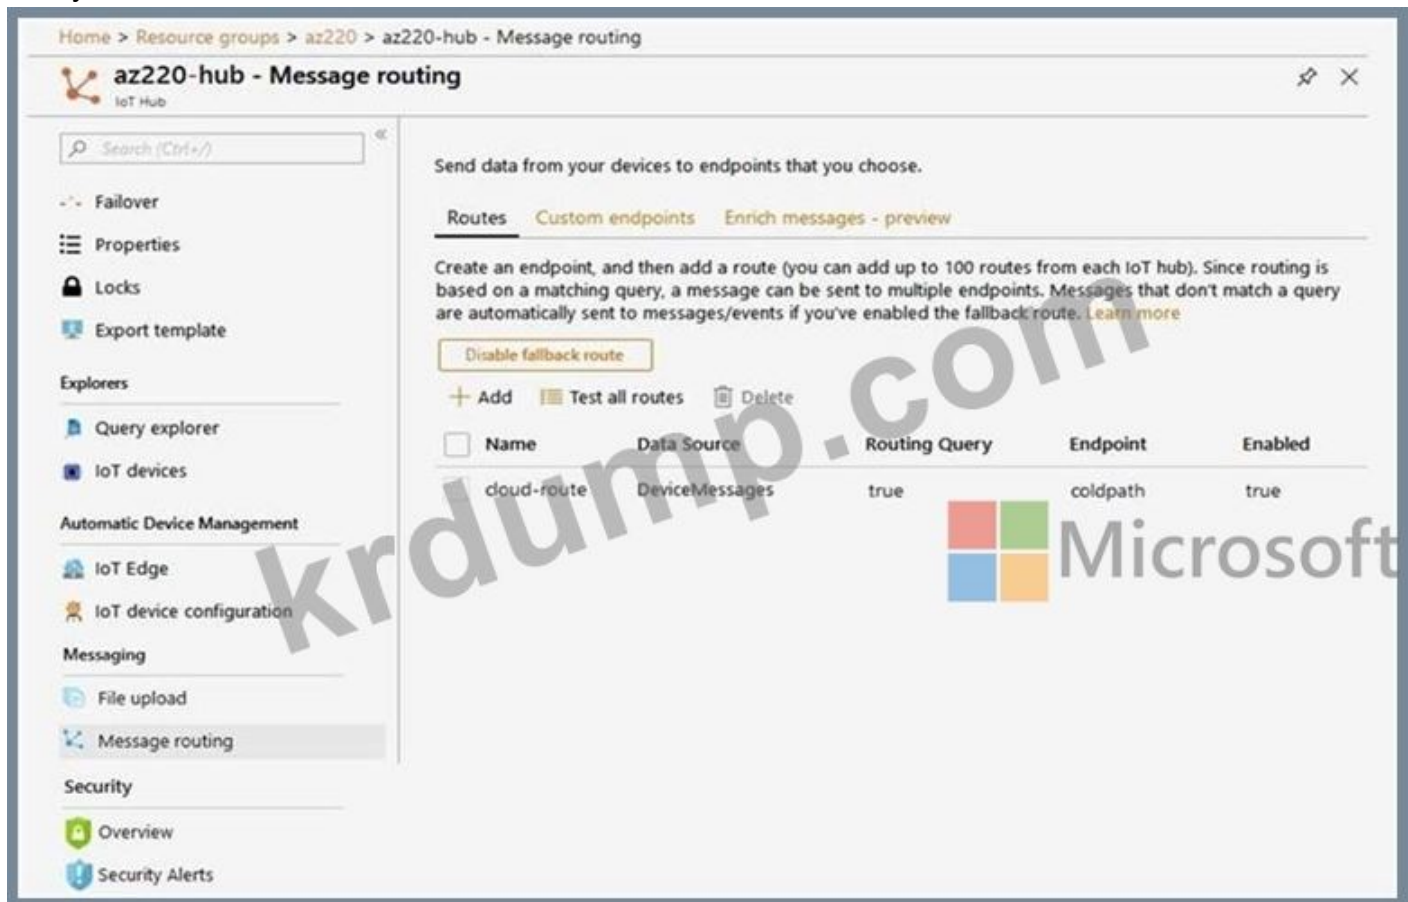 Home > Resource groups > az220 > az220-hub - Message routing
az220-hub - Message routing
IoT Hub
Search (Ctrl+/)
«
Failover
Properties
Locks
Export template
Explorers
Query explorer
IoT devices
Automatic Device Management
IoT Edge
IoT device configuration
Messaging
File upload
Message routing
Security
Overview
Security Alerts
Send data from your devices to endpoints that you choose.
Routes Custom endpoints Enrich messages - preview
Create an endpoint, and then add a route (you can add up to 100 routes from each IoT hub). Since routing is
based on a matching query, a message can be sent to multiple endpoints. Messages that don't match a query
are automatically sent to messages/events if you've enabled the fallback route. Learn more
Disable fallback route
+ Add Test all routes Delete
Name Data Source Routing Query Endpoint Enabled
cloud-route DeviceMessages true coldpath true
krdump.com
Microsoft